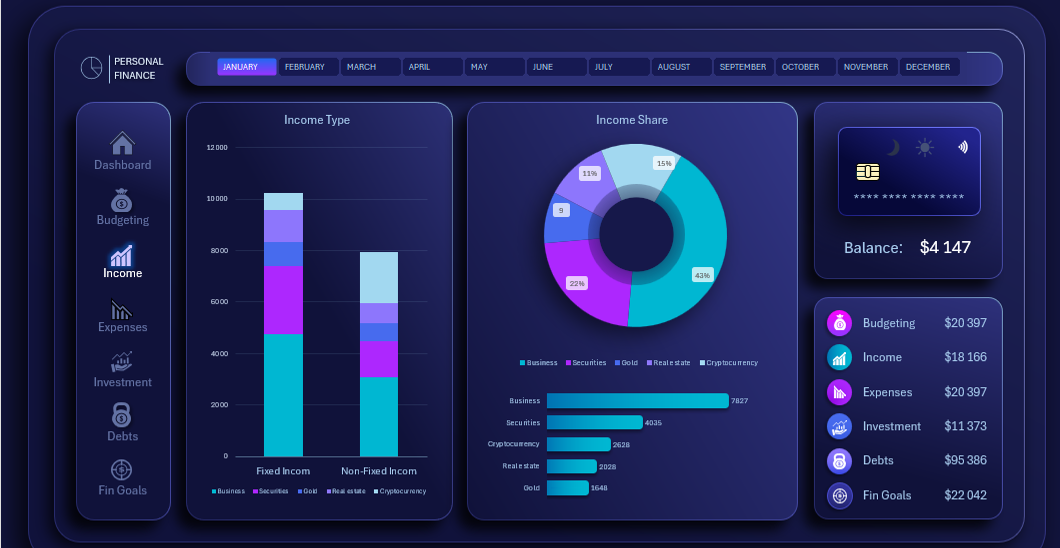 PERSONAL
FINANCE
JANUARY FEBRUARY MARCH APRIL MAY JUNE JULY AUGUST SEPTEMBER OCTOBER NOVEMBER DECEMBER
Dashboard
Budgeting
Income
Expenses
Investment
Debts
Fin Goals
Income Type
12000
10000
8000
6000
4000
2000
0
Fixed Incom Non-Fixed Incom
Business Securities Gold Real estate Cryptocurrency
Income Share
15%
11%
9
43%
22%
Business Securities Gold Real estate Cryptocurrency
Business 7827
Securities 4035
Cryptocurrency 2628
Real estate 2028
Gold 1648
**** **** **** ****
Balance: $4 147
Budgeting $20 397
Income $18 166
Expenses $20 397
Investment $11 373
Debts $95 386
Fin Goals $22 042